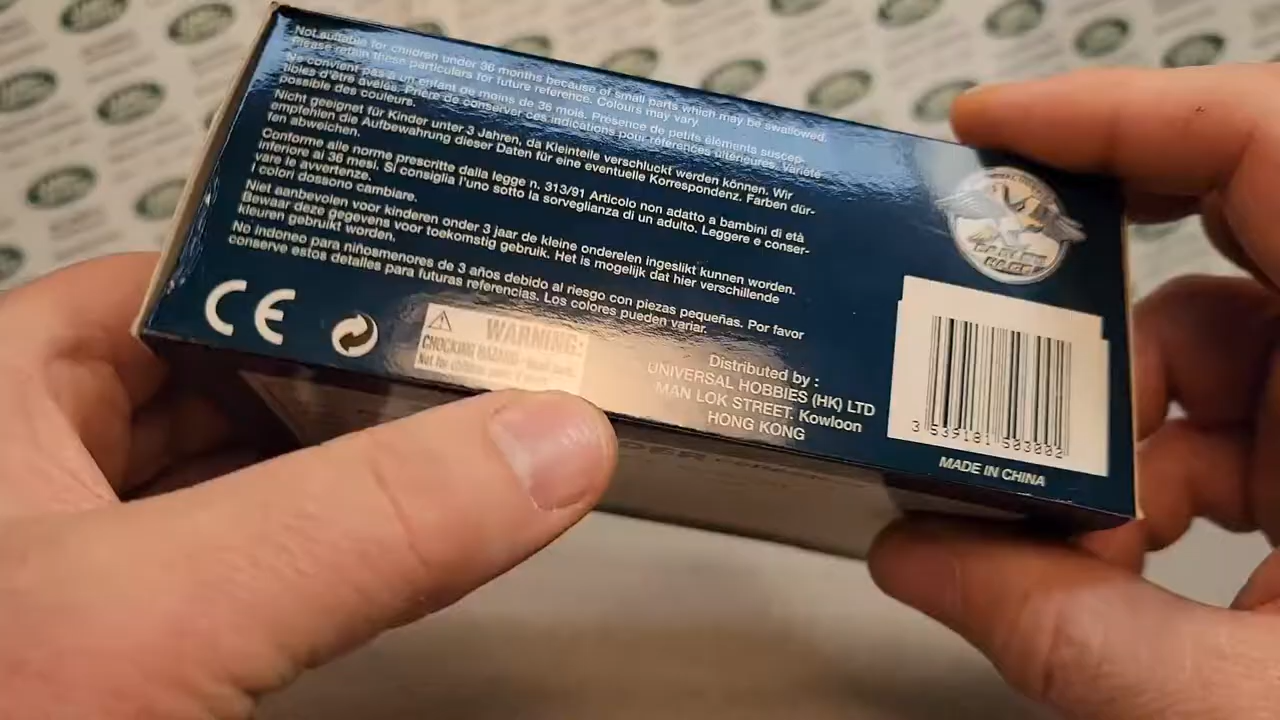 Not suitable for children under 36 months because of small parts which may be swallowed.
Please retain these particulars for future reference. Colours may vary
Ne convient pas à un enfant de moins de 36 mois. Présence de petits éléments suscep-
tibles d'être avalés. Prière de conserver ces indications pour références ultérieures. Variété
possible des couleurs.
Nicht geeignet für Kinder unter 3 Jahren, da Kleinteile verschluckt werden können. Wir
empfehlen die Aufbewahrung dieser Daten für eine eventuelle Korrespondenz. Farben dür-
fen abweichen.
Conforme alle norme prescritte dalla legge n. 313/91 Articolo non adatto a bambini di età
inferiore ai 36 mesi. Si consiglia l'uno sotto la sorveglianza di un adulto. Leggere e conser-
vare le avvertenze.
I colori dossono cambiare.
Niet aanbevolen voor kinderen onder 3 jaar de kleine onderelen ingeslikt kunnen worden.
Bewaar deze gegevens voor toekomstig gebruik. Het is mogelijk dat hier verschillende
kleuren gebruikt worden.
No indoneo para niñosmenores de 3 años debido al riesgo con piezas pequeñas. Por favor
conserve estos detalles para futuras referencias. Los colores pueden variar.
CE
WARNING:
CHOCKING HAZARD
Distributed by :
UNIVERSAL HOBBIES (HK) LTD
MAN LOK STREET. Kowloon
HONG KONG
3 539181 503002
MADE IN CHINA